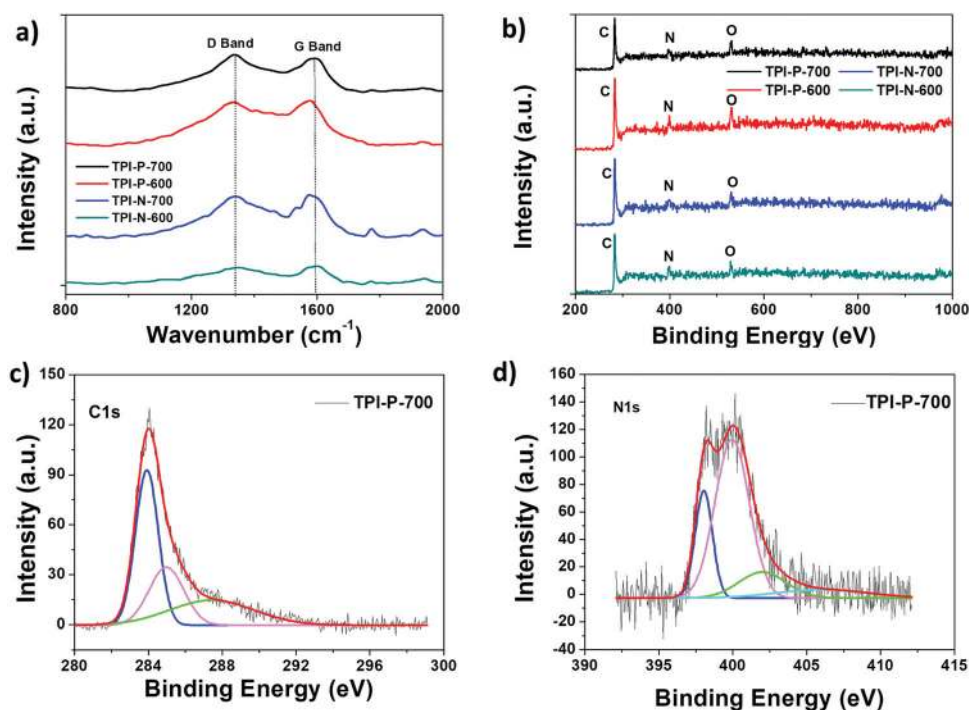 a)
D Band
G Band
TPI-P-700
TPI-P-600
TPI-N-700
TPI-N-600
Intensity (a.u.)
800 1200 1600 2000
Wavenumber (cm⁻¹)
b)
C N O
TPI-P-700 TPI-N-700
TPI-P-600 TPI-N-600
C N O
C N O
C N O
Intensity (a.u.)
200 400 600 800 1000
Binding Energy (eV)
c)
150
120
90
60
30
0
C1s
TPI-P-700
Intensity (a.u.)
280 284 288 292 296 300
Binding Energy (eV)
d)
160
140
120
100
80
60
40
20
0
-20
-40
N1s
TPI-P-700
Intensity (a.u.)
390 395 400 405 410 415
Binding Energy (eV)